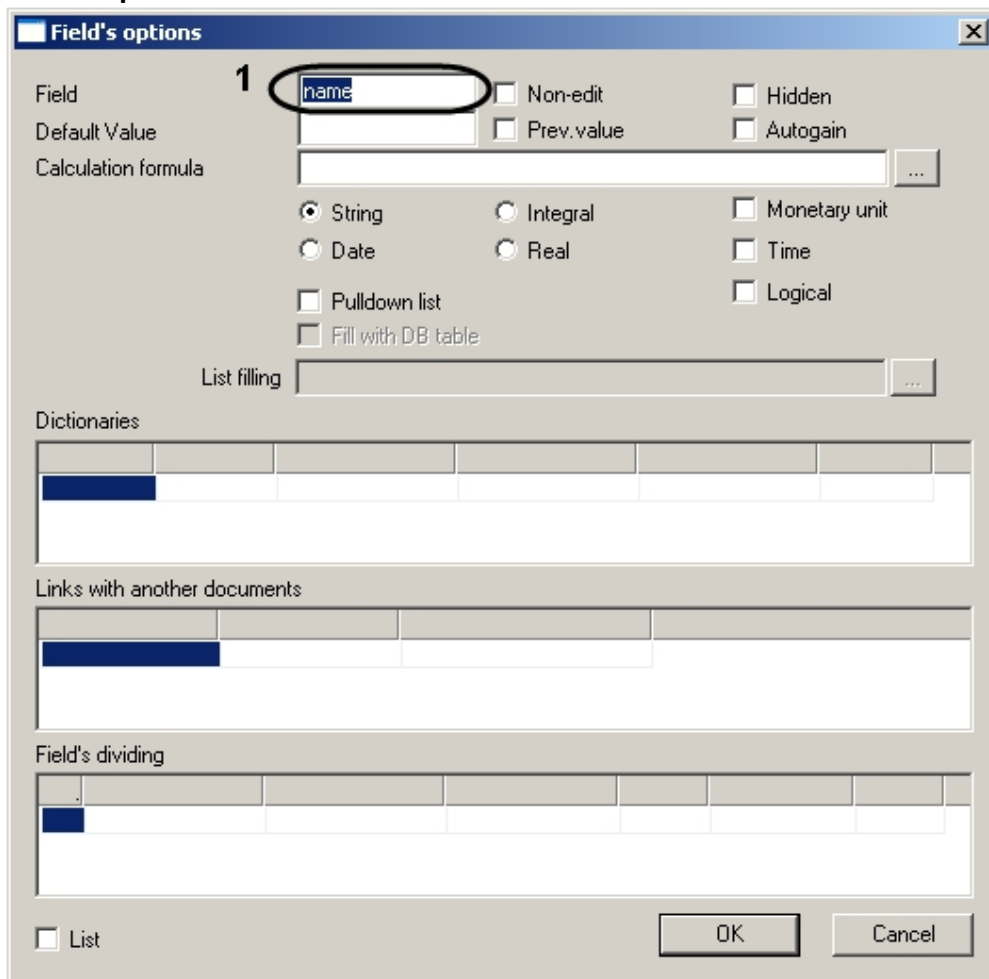 Field's options
1
Field name Non-edit Hidden
Default Value Prev.value Autogain
Calculation formula ...
String Integral Monetary unit
Date Real Time
Pulldown list Logical
Fill with DB table
List filling ...
Dictionaries
Links with another documents
Field's dividing
.
List OK Cancel